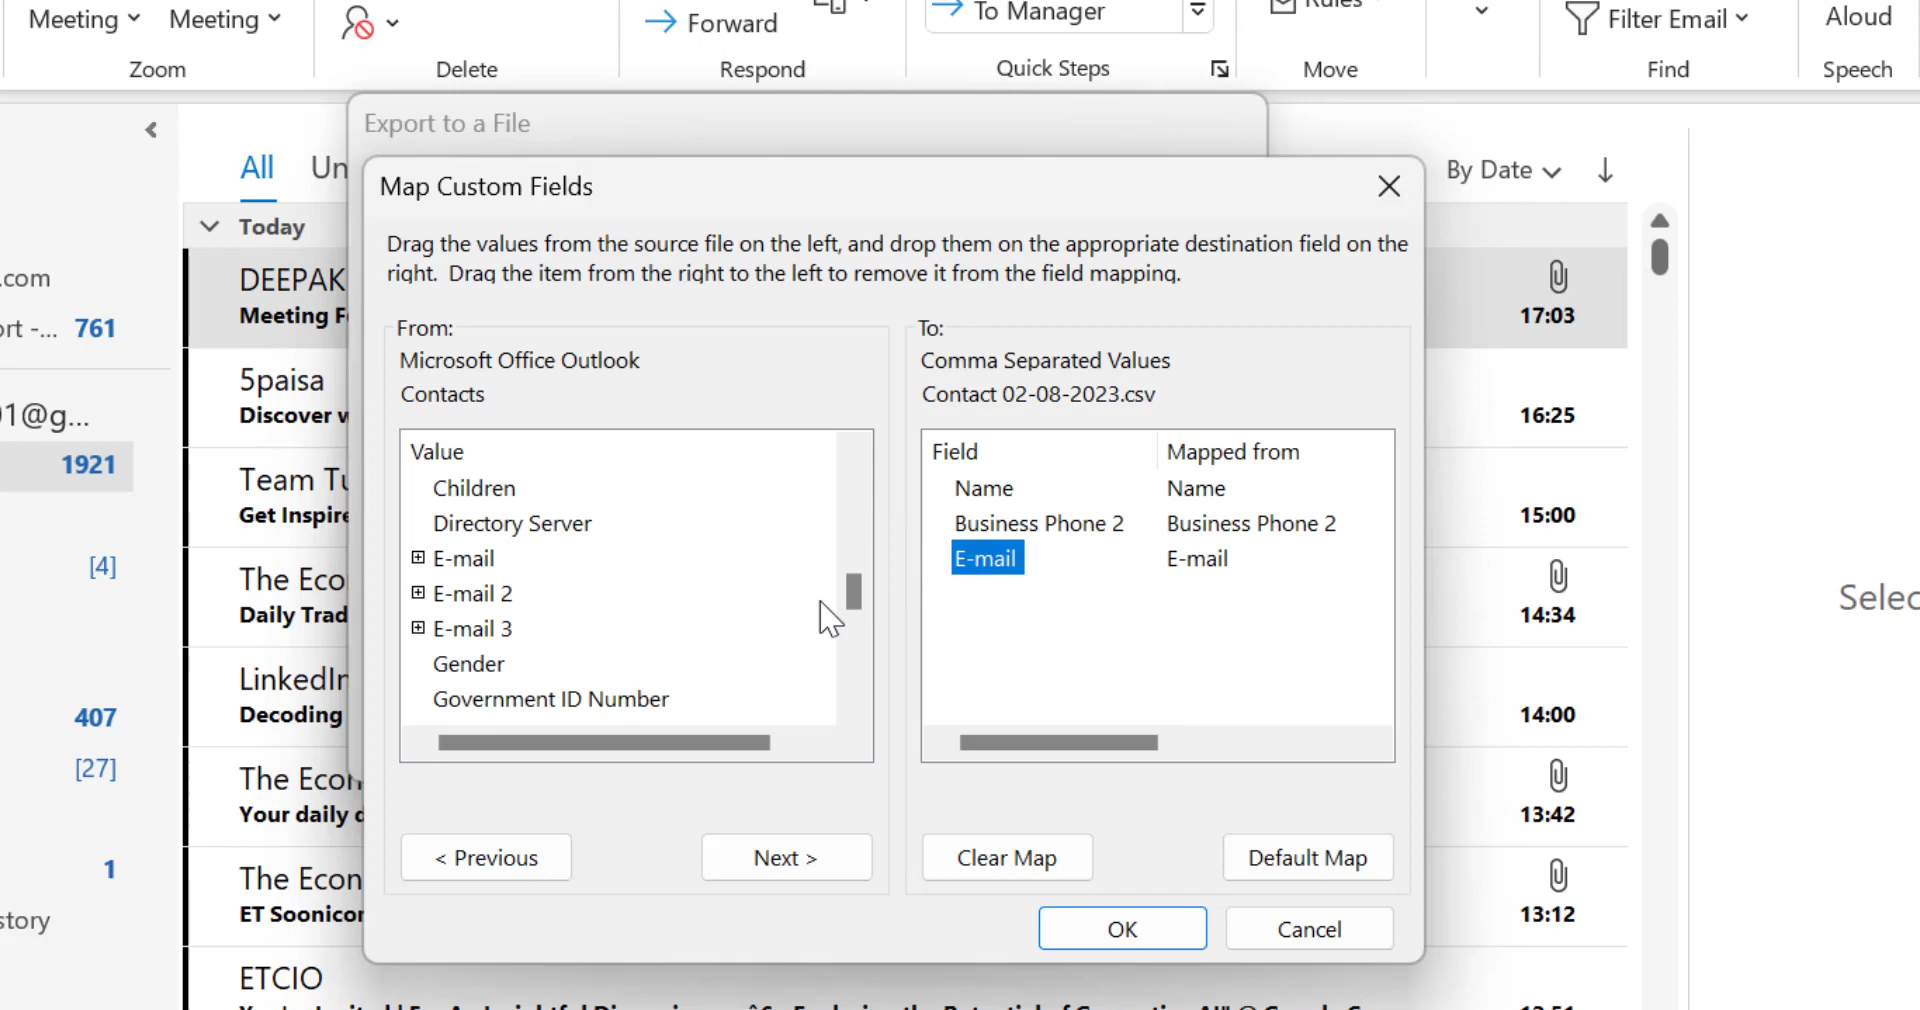 Meeting
Meeting
Forward
To Manager
Rules
Filter Email
Aloud
Zoom
Delete
Respond
Quick Steps
Move
Find
Speech
Export to a File
All
Un
By Date
Map Custom Fields
Today
Drag the values from the source file on the left, and drop them on the appropriate destination field on the
right. Drag the item from the right to the left to remove it from the field mapping.
.com
DEEPAK
Meeting F
17:03
ort -... 761
From:
Microsoft Office Outlook
Contacts
To:
Comma Separated Values
Contact 02-08-2023.csv
5paisa
Discover w
16:25
01@g...
1921
Value
Children
Directory Server
E-mail
E-mail 2
E-mail 3
Gender
Government ID Number
Field Mapped from
Name Name
Business Phone 2 Business Phone 2
E-mail E-mail
Team Tu
Get Inspire
15:00
[4]
The Eco
Daily Trad
14:34
Selec
LinkedIn
Decoding
14:00
407
[27]
The Econ
Your daily d
13:42
< Previous
Next >
Clear Map
Default Map
1
The Econ
ET Soonicor
13:12
story
OK
Cancel
ETCIO